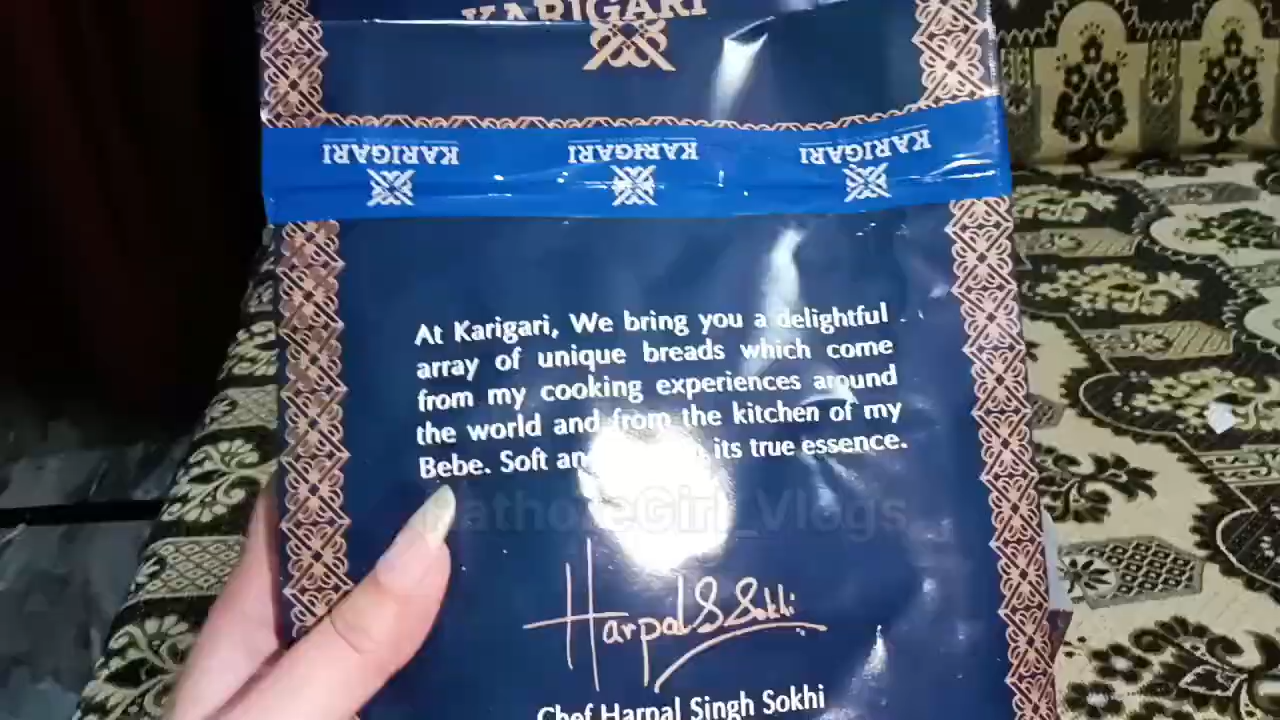 KARIGARI
KARIGARI KARIGARI KARIGARI
At Karigari, We bring you a delightful
array of unique breads which come
from my cooking experiences around
the world and from the kitchen of my
Bebe. Soft its true essence.
Harpal S Sokhi
Chef Harpal Singh Sokhi